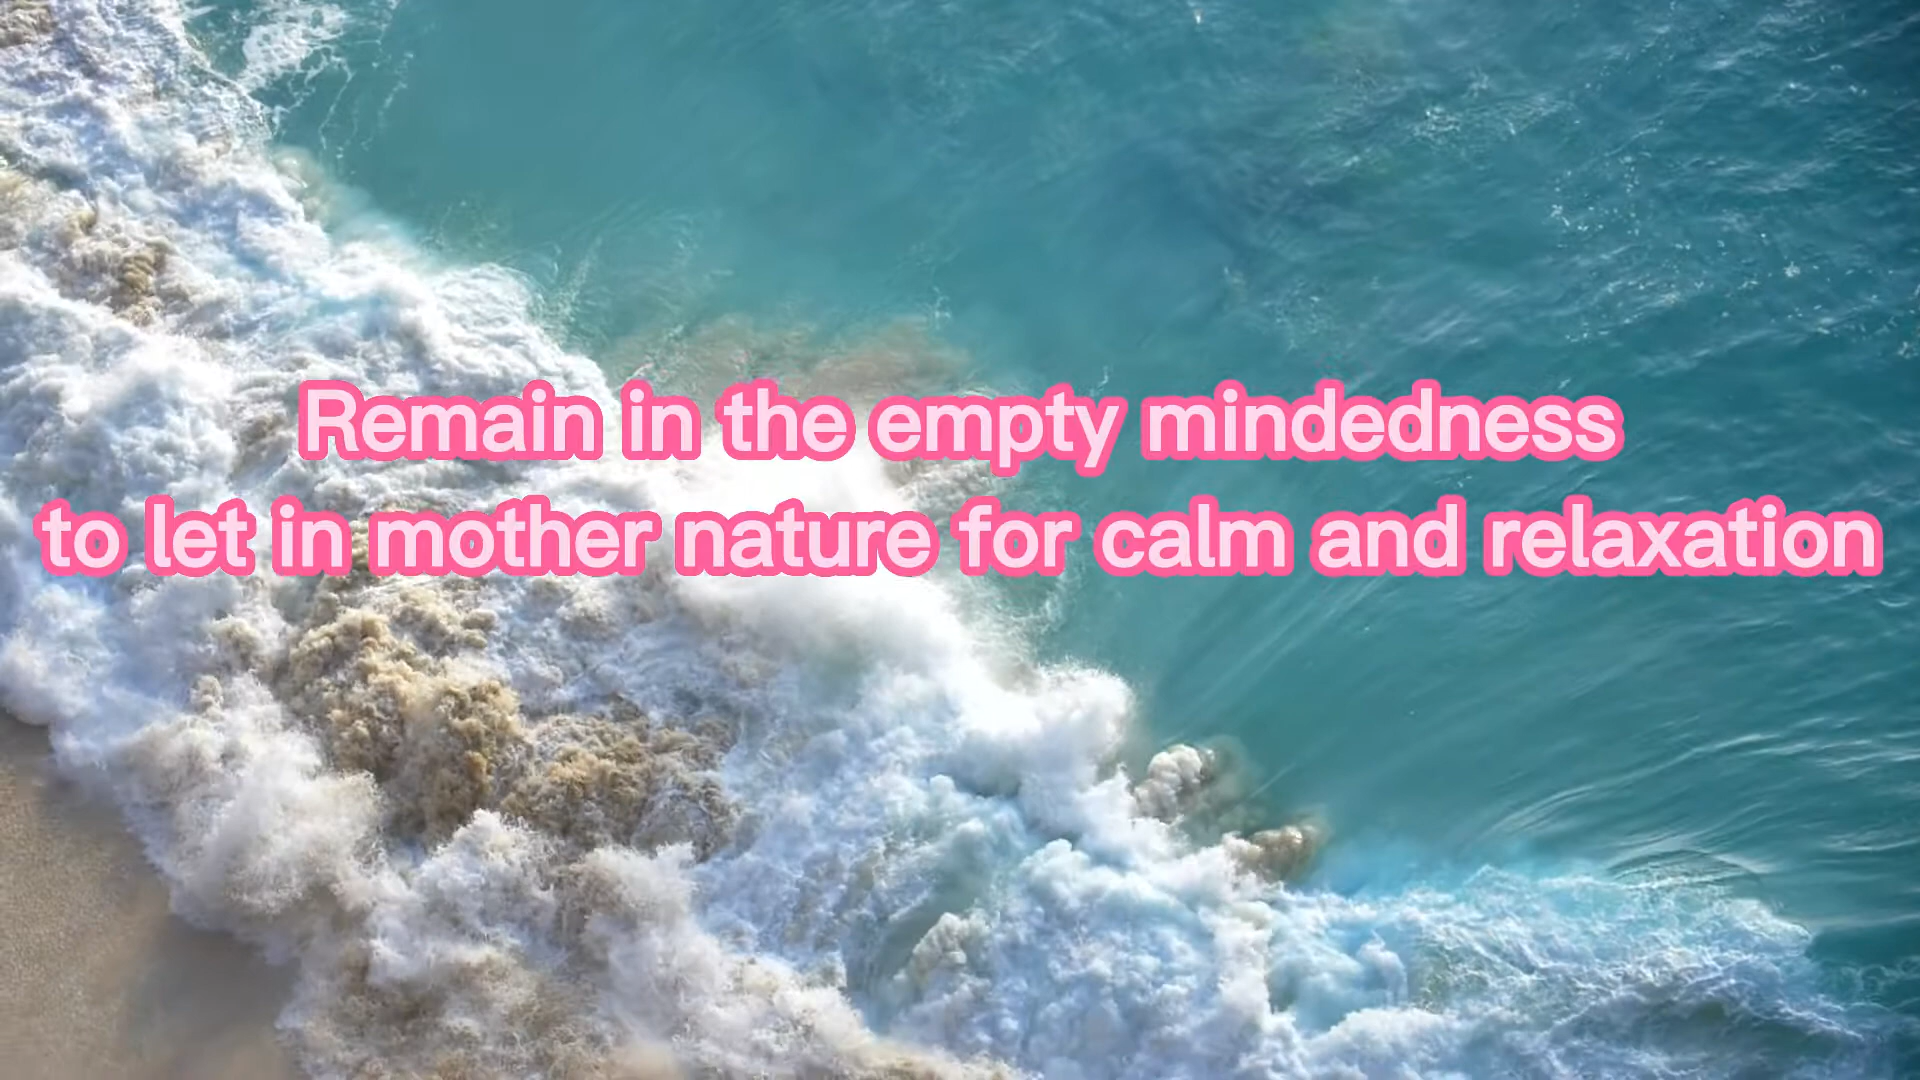 Remain in the empty mindedness
to let in mother nature for calm and relaxation